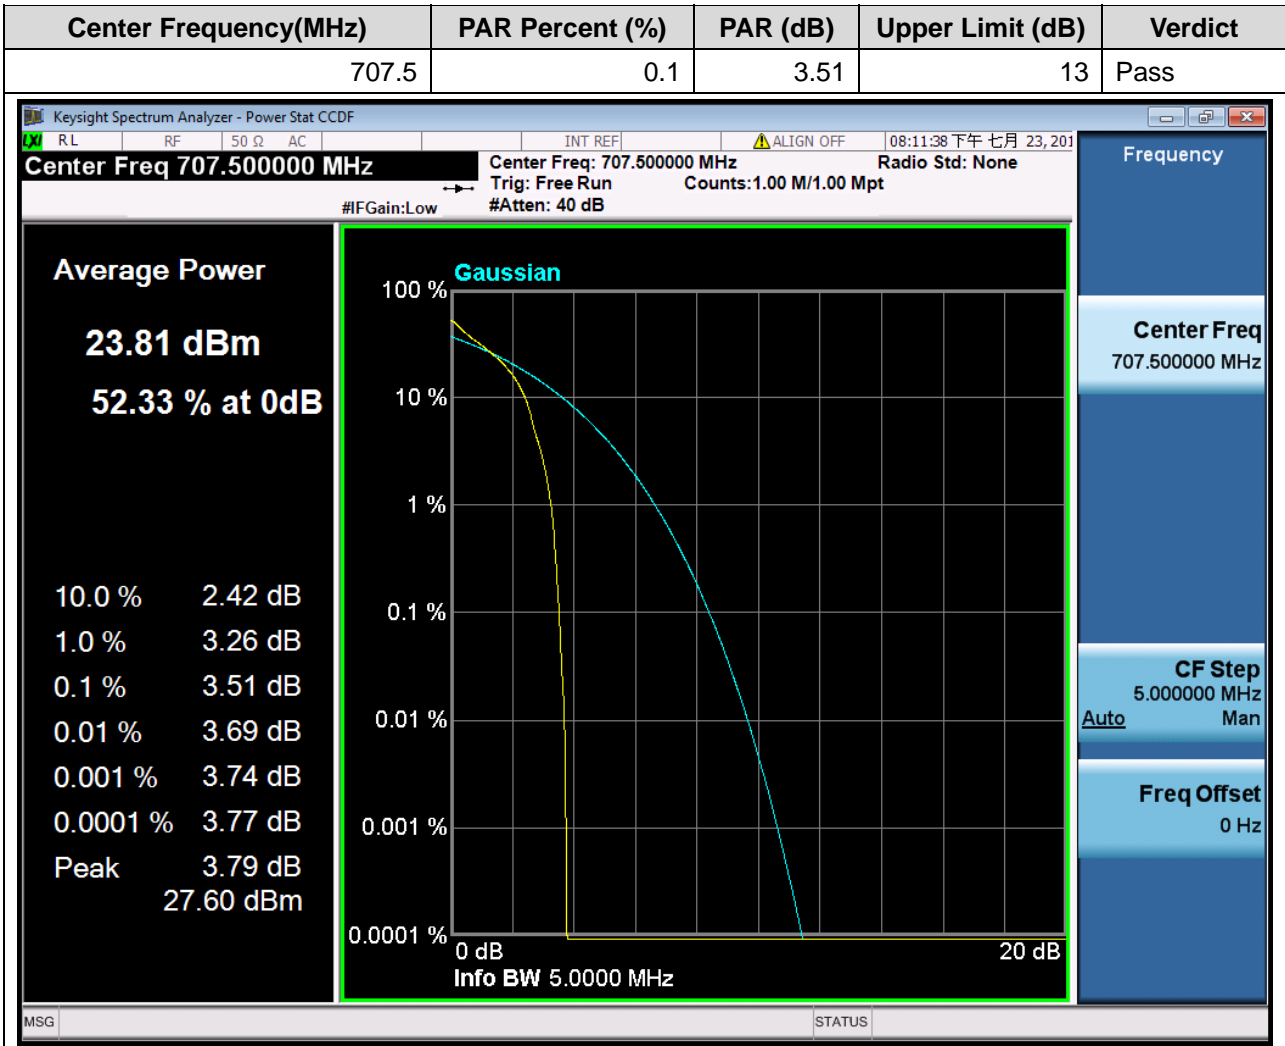 Center Frequency(MHz) PAR Percent (%) PAR (dB) Upper Limit (dB) Verdict
707.5 0.1 3.51 13 Pass
Keysight Spectrum Analyzer - Power Stat CCDF
LXI RL RF 50 Ω AC INT REF ALIGN OFF 08:11:38 下午 七月 23, 201
Center Freq 707.500000 MHz
Center Freq: 707.500000 MHz Radio Std: None
Trig: Free Run Counts:1.00 M/1.00 Mpt
#IFGain:Low #Atten: 40 dB
Frequency
Average Power
23.81 dBm
52.33 % at 0dB
10.0 % 2.42 dB
1.0 % 3.26 dB
0.1 % 3.51 dB
0.01 % 3.69 dB
0.001 % 3.74 dB
0.0001 % 3.77 dB
Peak 3.79 dB
27.60 dBm
Gaussian
100 %
10 %
1 %
0.1 %
0.01 %
0.001 %
0.0001 %
0 dB 20 dB
Info BW 5.0000 MHz
Center Freq
707.500000 MHz
CF Step
5.000000 MHz
Auto Man
Freq Offset
0 Hz
MSG STATUS